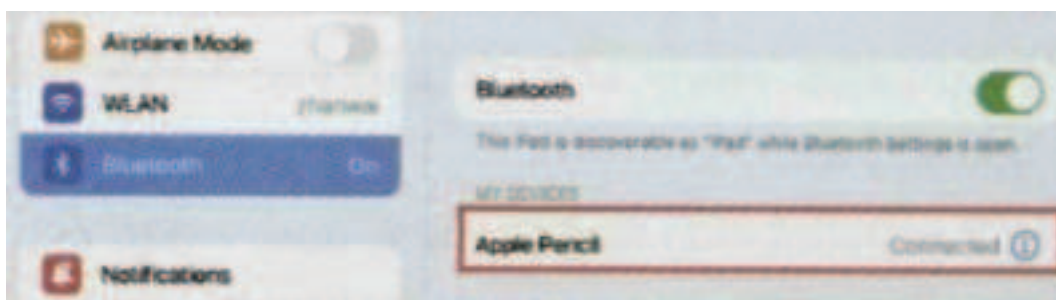 Airplane Mode
WLAN
Bluetooth On
Notifications
Bluetooth
This iPad is discoverable as "iPad" while Bluetooth Settings is open.
MY DEVICES
Apple Pencil Connected